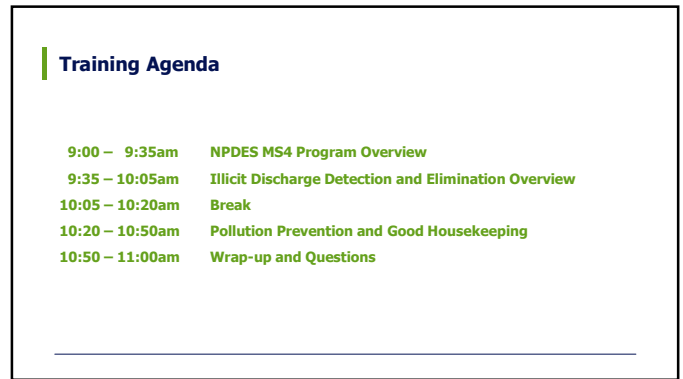 Training Agenda
9:00 – 9:35am NPDES MS4 Program Overview
9:35 – 10:05am Illicit Discharge Detection and Elimination Overview
10:05 – 10:20am Break
10:20 – 10:50am Pollution Prevention and Good Housekeeping
10:50 – 11:00am Wrap-up and Questions